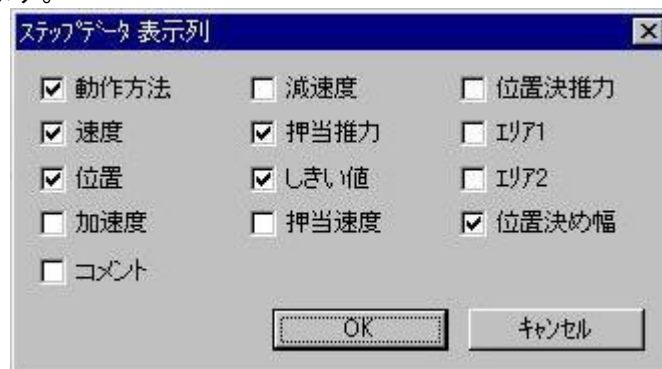 す。
ｽﾃｯﾌﾟﾃﾞｰﾀ 表示列
動作方法 減速度 位置決推力
速度 押当推力 ｴﾘｱ1
位置 しきい値 ｴﾘｱ2
加速度 押当速度 位置決め幅
コメント
OK ｷｬﾝｾﾙ